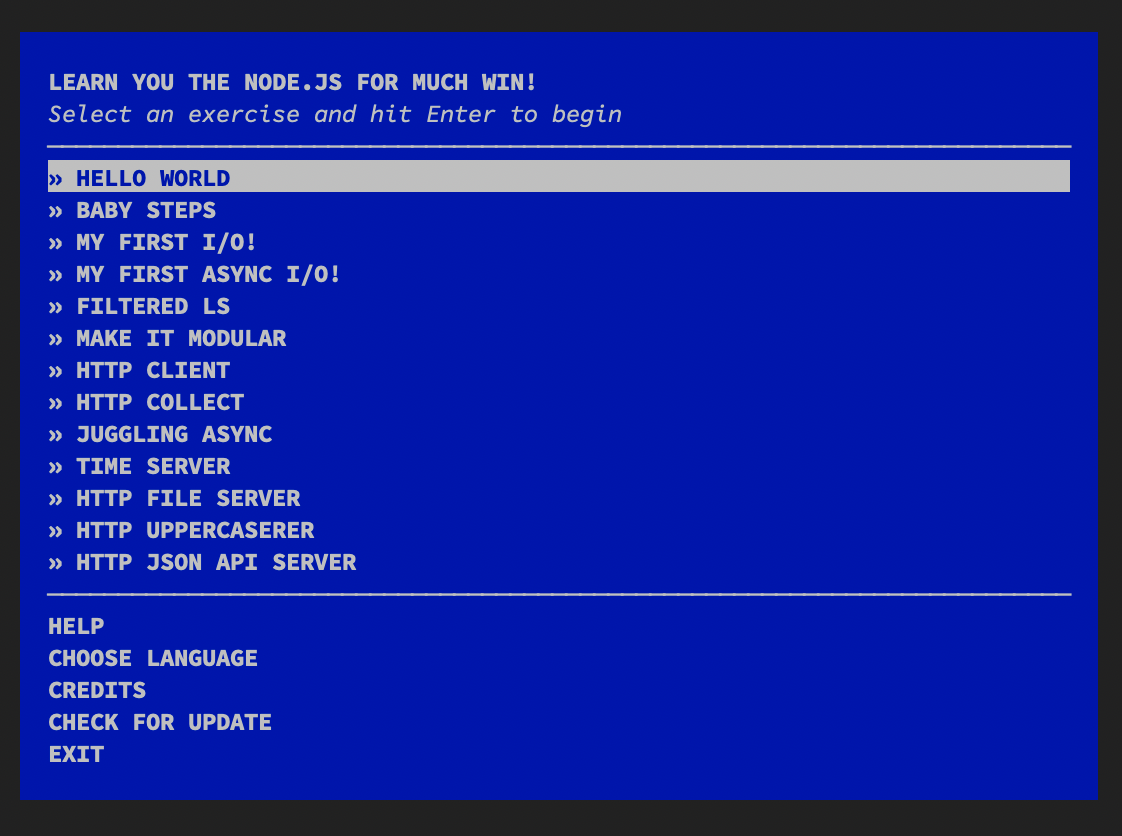 LEARN YOU THE NODE.JS FOR MUCH WIN!
Select an exercise and hit Enter to begin
» HELLO WORLD
» BABY STEPS
» MY FIRST I/O!
» MY FIRST ASYNC I/O!
» FILTERED LS
» MAKE IT MODULAR
» HTTP CLIENT
» HTTP COLLECT
» JUGGLING ASYNC
» TIME SERVER
» HTTP FILE SERVER
» HTTP UPPERCASERER
» HTTP JSON API SERVER
HELP
CHOOSE LANGUAGE
CREDITS
CHECK FOR UPDATE
EXIT